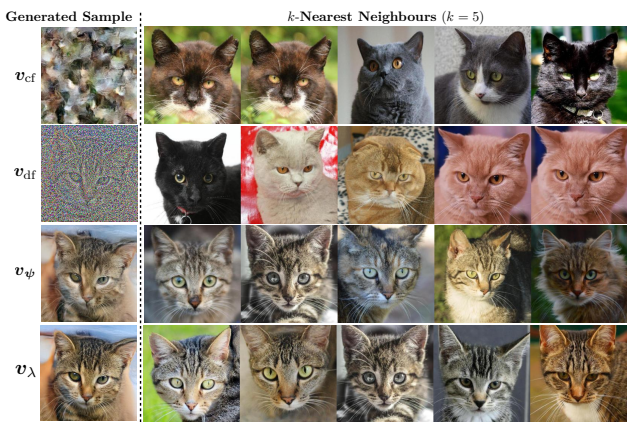 Generated Sample k-Nearest Neighbours (k = 5)
v_cf
v_df
v_ψ
v_λ